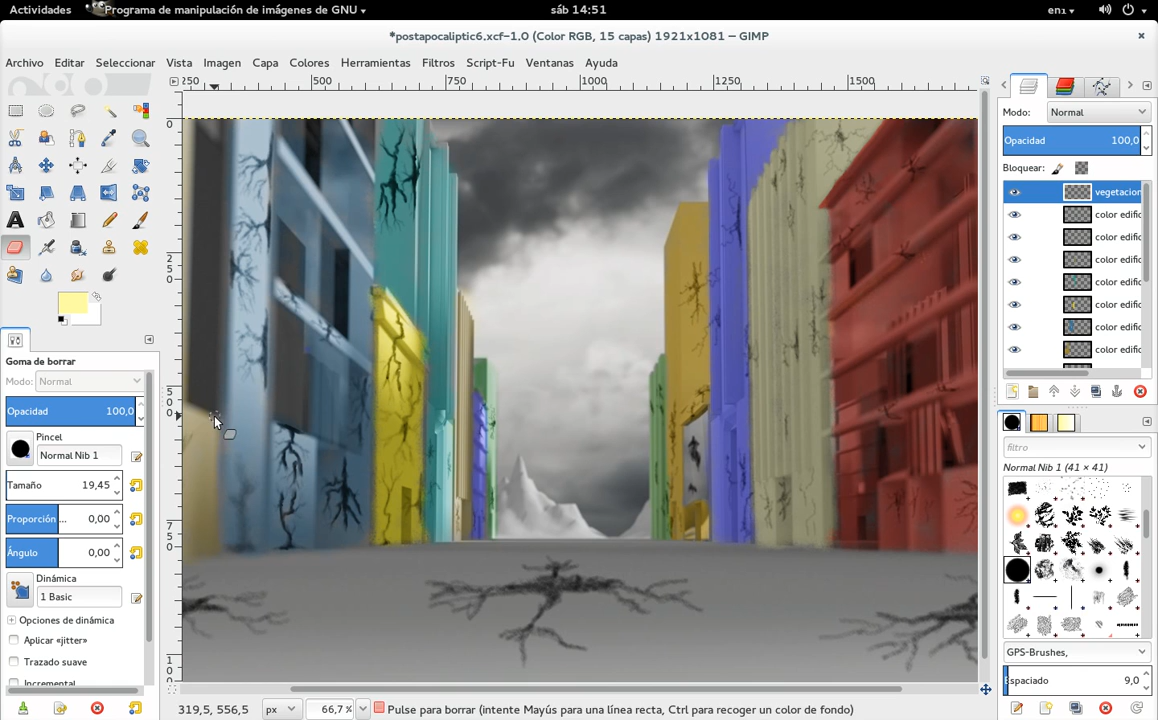 Actividades Programa de manipulación de imágenes de GNU sáb 14:51 en₁
*postapocaliptic6.xcf-1.0 (Color RGB, 15 capas) 1921x1081 – GIMP
Archivo Editar Seleccionar Vista Imagen Capa Colores Herramientas Filtros Script-Fu Ventanas Ayuda
250 500 750 1000 1250 1500
0
250
500
750
100
Goma de borrar
Modo: Normal
Opacidad 100,0
Pincel
Normal Nib 1
Tamaño 19,45
Proporción ... 0,00
Ángulo 0,00
Dinámica
1 Basic
Opciones de dinámica
Aplicar «jitter»
Trazado suave
Incremental
319,5, 556,5 px 66,7 % Pulse para borrar (intente Mayús para una línea recta, Ctrl para recoger un color de fondo)
Modo: Normal
Opacidad 100,0
Bloquear:
vegetacion
color edific
color edific
color edific
color edific
color edific
color edific
color edific
filtro
Normal Nib 1 (41 × 41)
GPS-Brushes,
Espaciado 9,0